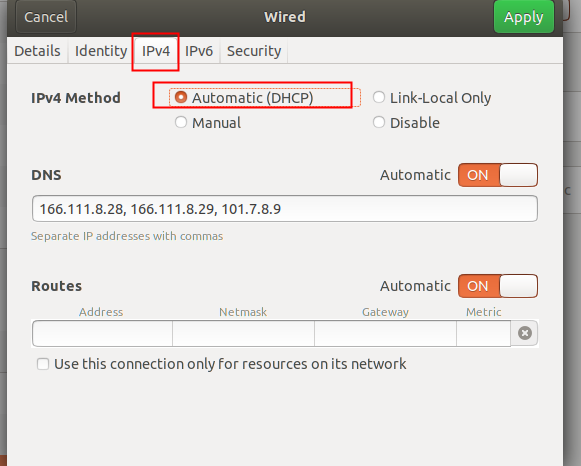 Cancel Wired Apply
Details Identity IPv4 IPv6 Security
IPv4 Method Automatic (DHCP) Link-Local Only
Manual Disable
DNS Automatic ON
166.111.8.28, 166.111.8.29, 101.7.8.9
Separate IP addresses with commas
Routes Automatic ON
Address Netmask Gateway Metric
Use this connection only for resources on its network